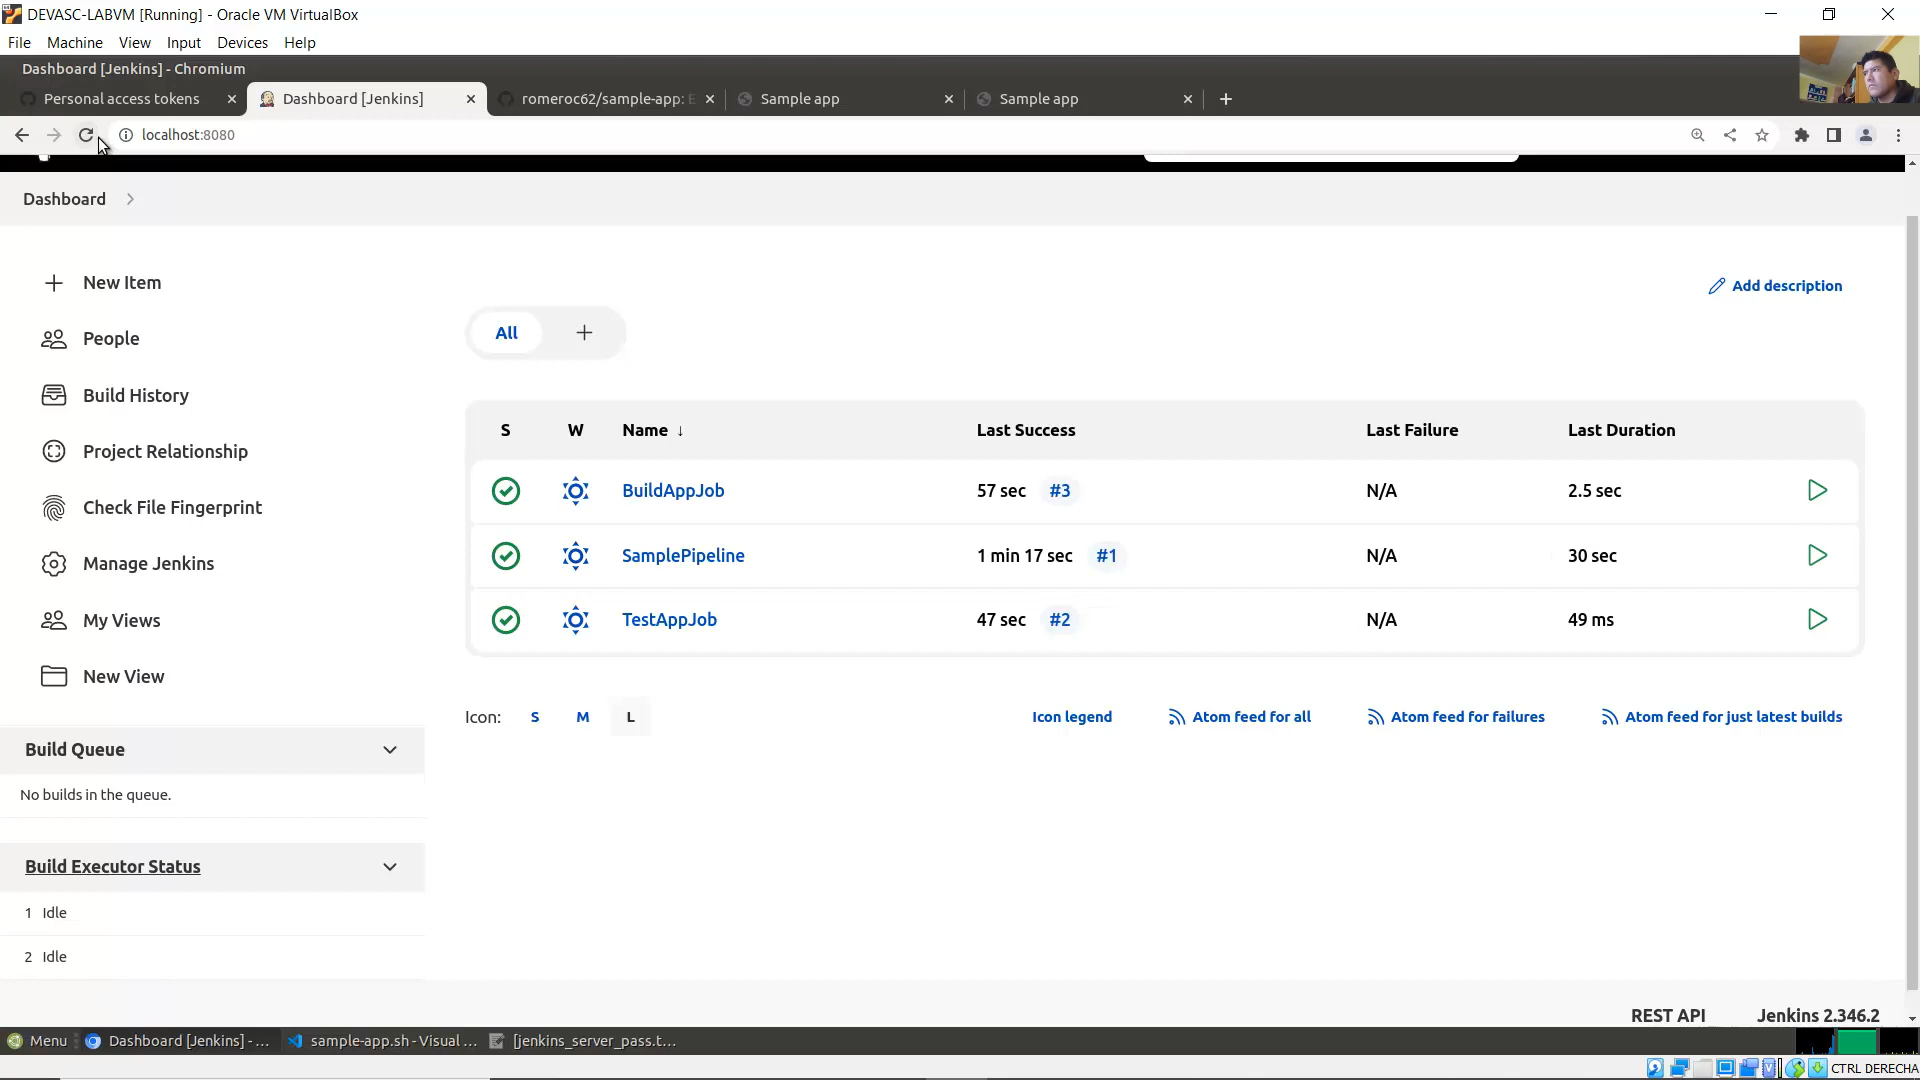 DEVASC-LABVM [Running] - Oracle VM VirtualBox
File Machine View Input Devices Help
Dashboard [Jenkins] - Chromium
Personal access tokens
Dashboard [Jenkins]
romeroc62/sample-app: E
Sample app
Sample app
localhost:8080
Dashboard
New Item
People
Build History
Project Relationship
Check File Fingerprint
Manage Jenkins
My Views
New View
Build Queue
No builds in the queue.
Build Executor Status
1 Idle
2 Idle
Add description
All
S W Name ↓ Last Success Last Failure Last Duration
BuildAppJob 57 sec #3 N/A 2.5 sec
SamplePipeline 1 min 17 sec #1 N/A 30 sec
TestAppJob 47 sec #2 N/A 49 ms
Icon: S M L
Icon legend Atom feed for all Atom feed for failures Atom feed for just latest builds
REST API Jenkins 2.346.2
Menu Dashboard [Jenkins] - ... sample-app.sh - Visual ... [jenkins_server_pass.t...
CTRL DERECHA